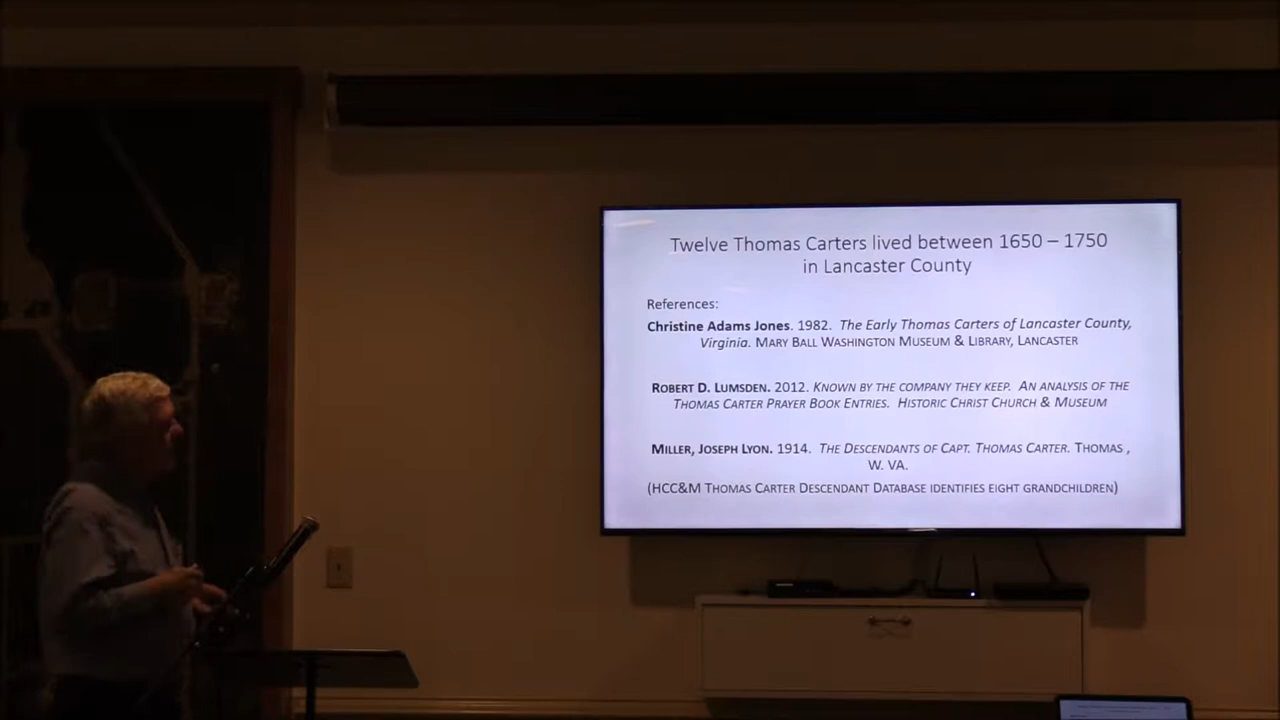 Twelve Thomas Carters lived between 1650 – 1750
in Lancaster County
References:
Christine Adams Jones. 1982. The Early Thomas Carters of Lancaster County,
Virginia. MARY BALL WASHINGTON MUSEUM & LIBRARY, LANCASTER
ROBERT D. LUMSDEN. 2012. KNOWN BY THE COMPANY THEY KEEP. AN ANALYSIS OF THE
THOMAS CARTER PRAYER BOOK ENTRIES. HISTORIC CHRIST CHURCH & MUSEUM
MILLER, JOSEPH LYON. 1914. THE DESCENDANTS OF CAPT. THOMAS CARTER. THOMAS ,
W. VA.
(HCC&M THOMAS CARTER DESCENDANT DATABASE IDENTIFIES EIGHT GRANDCHILDREN)